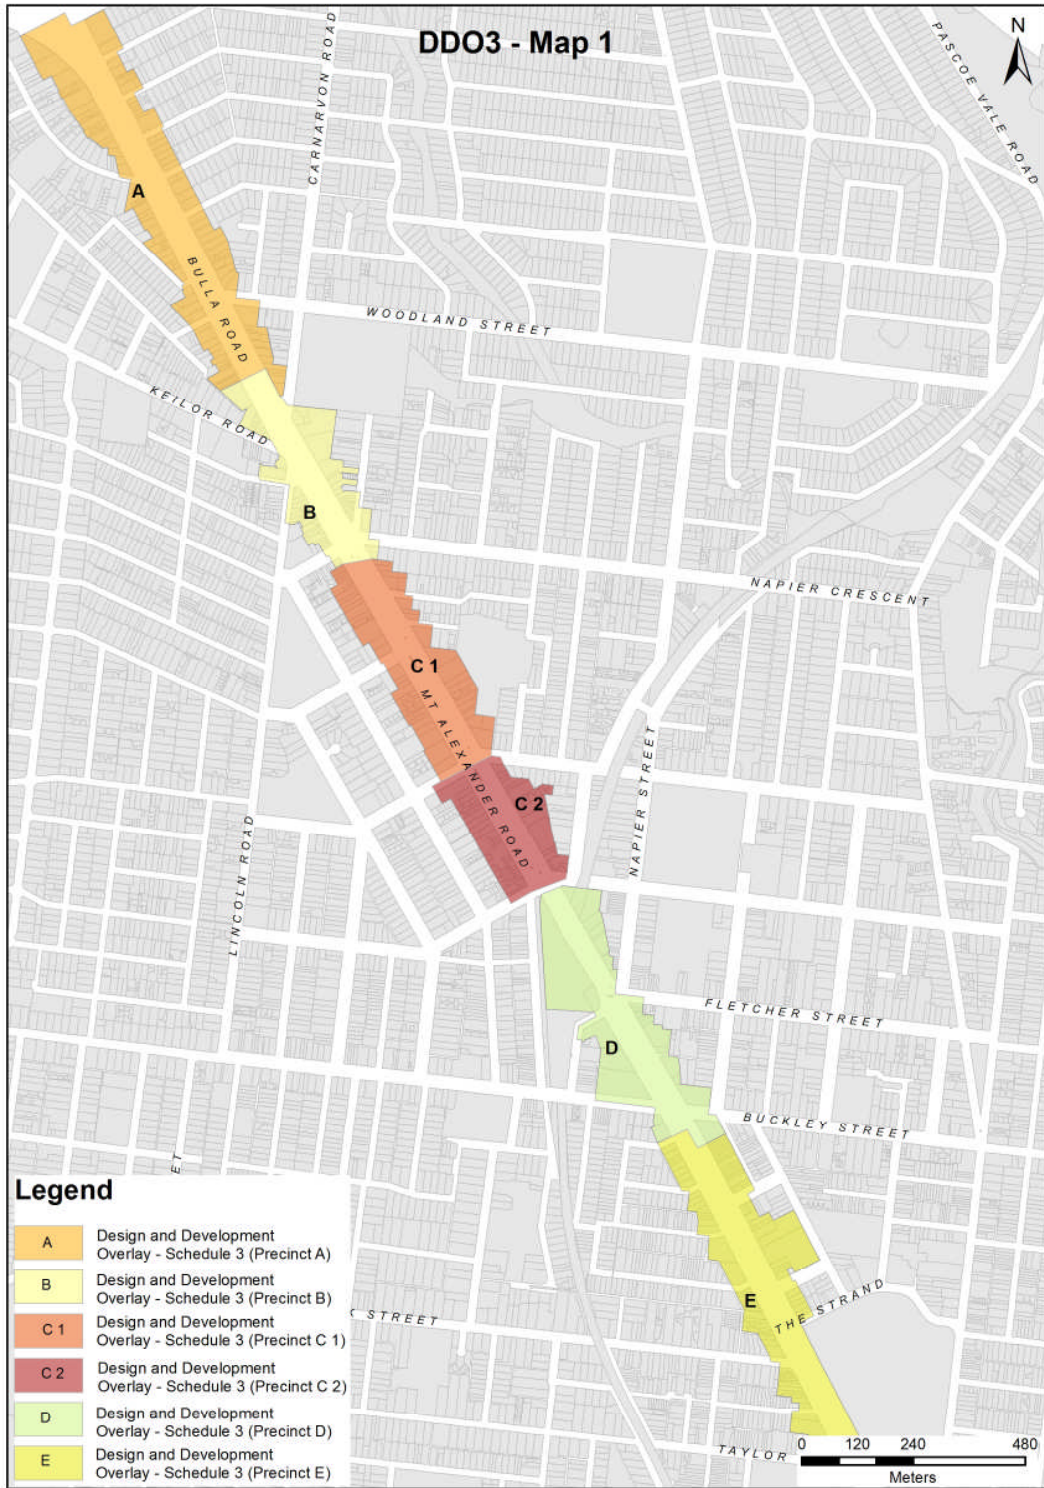 DDO3 - Map 1
N
PASCOE VALE ROAD
CARNARVON ROAD
A
BULLA ROAD
WOODLAND STREET
KEILOR ROAD
B
NAPIER CRESCENT
C 1
MT ALEXANDER ROAD
C 2
NAPIER STREET
LINCOLN ROAD
FLETCHER STREET
D
BUCKLEY STREET
E
THE STRAND
STREET
TAYLOR
Legend
A
Design and Development
Overlay - Schedule 3 (Precinct A)
B
Design and Development
Overlay - Schedule 3 (Precinct B)
C 1
Design and Development
Overlay - Schedule 3 (Precinct C 1)
C 2
Design and Development
Overlay - Schedule 3 (Precinct C 2)
D
Design and Development
Overlay - Schedule 3 (Precinct D)
E
Design and Development
Overlay - Schedule 3 (Precinct E)
0 120 240 480
Meters